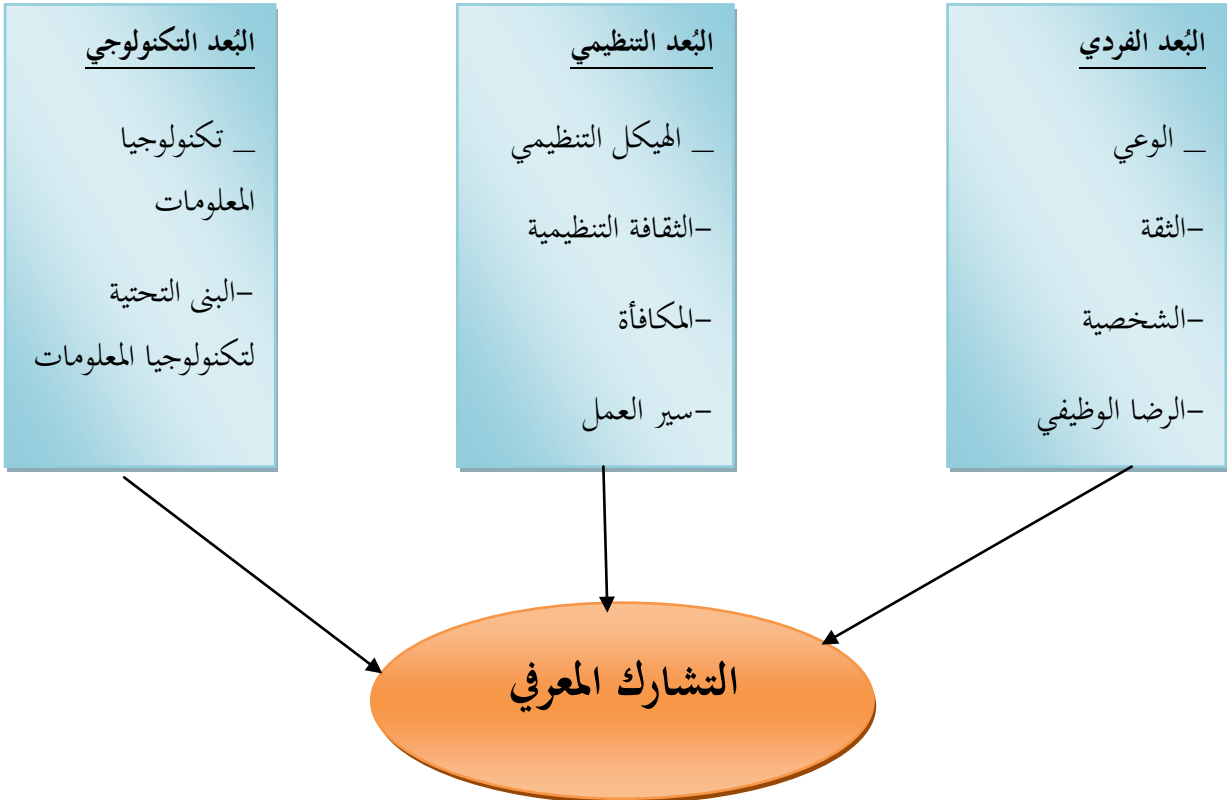 البُعد الفردي
_ الوعي
-الثقة
-الشخصية
-الرضا الوظيفي
البُعد التنظيمي
_ الهيكل التنظيمي
-الثقافة التنظيمية
-المكافأة
-سير العمل
البُعد التكنولوجي
_ تكنولوجيا
المعلومات
-البنى التحتية
لتكنولوجيا المعلومات
التشارك المعرفي